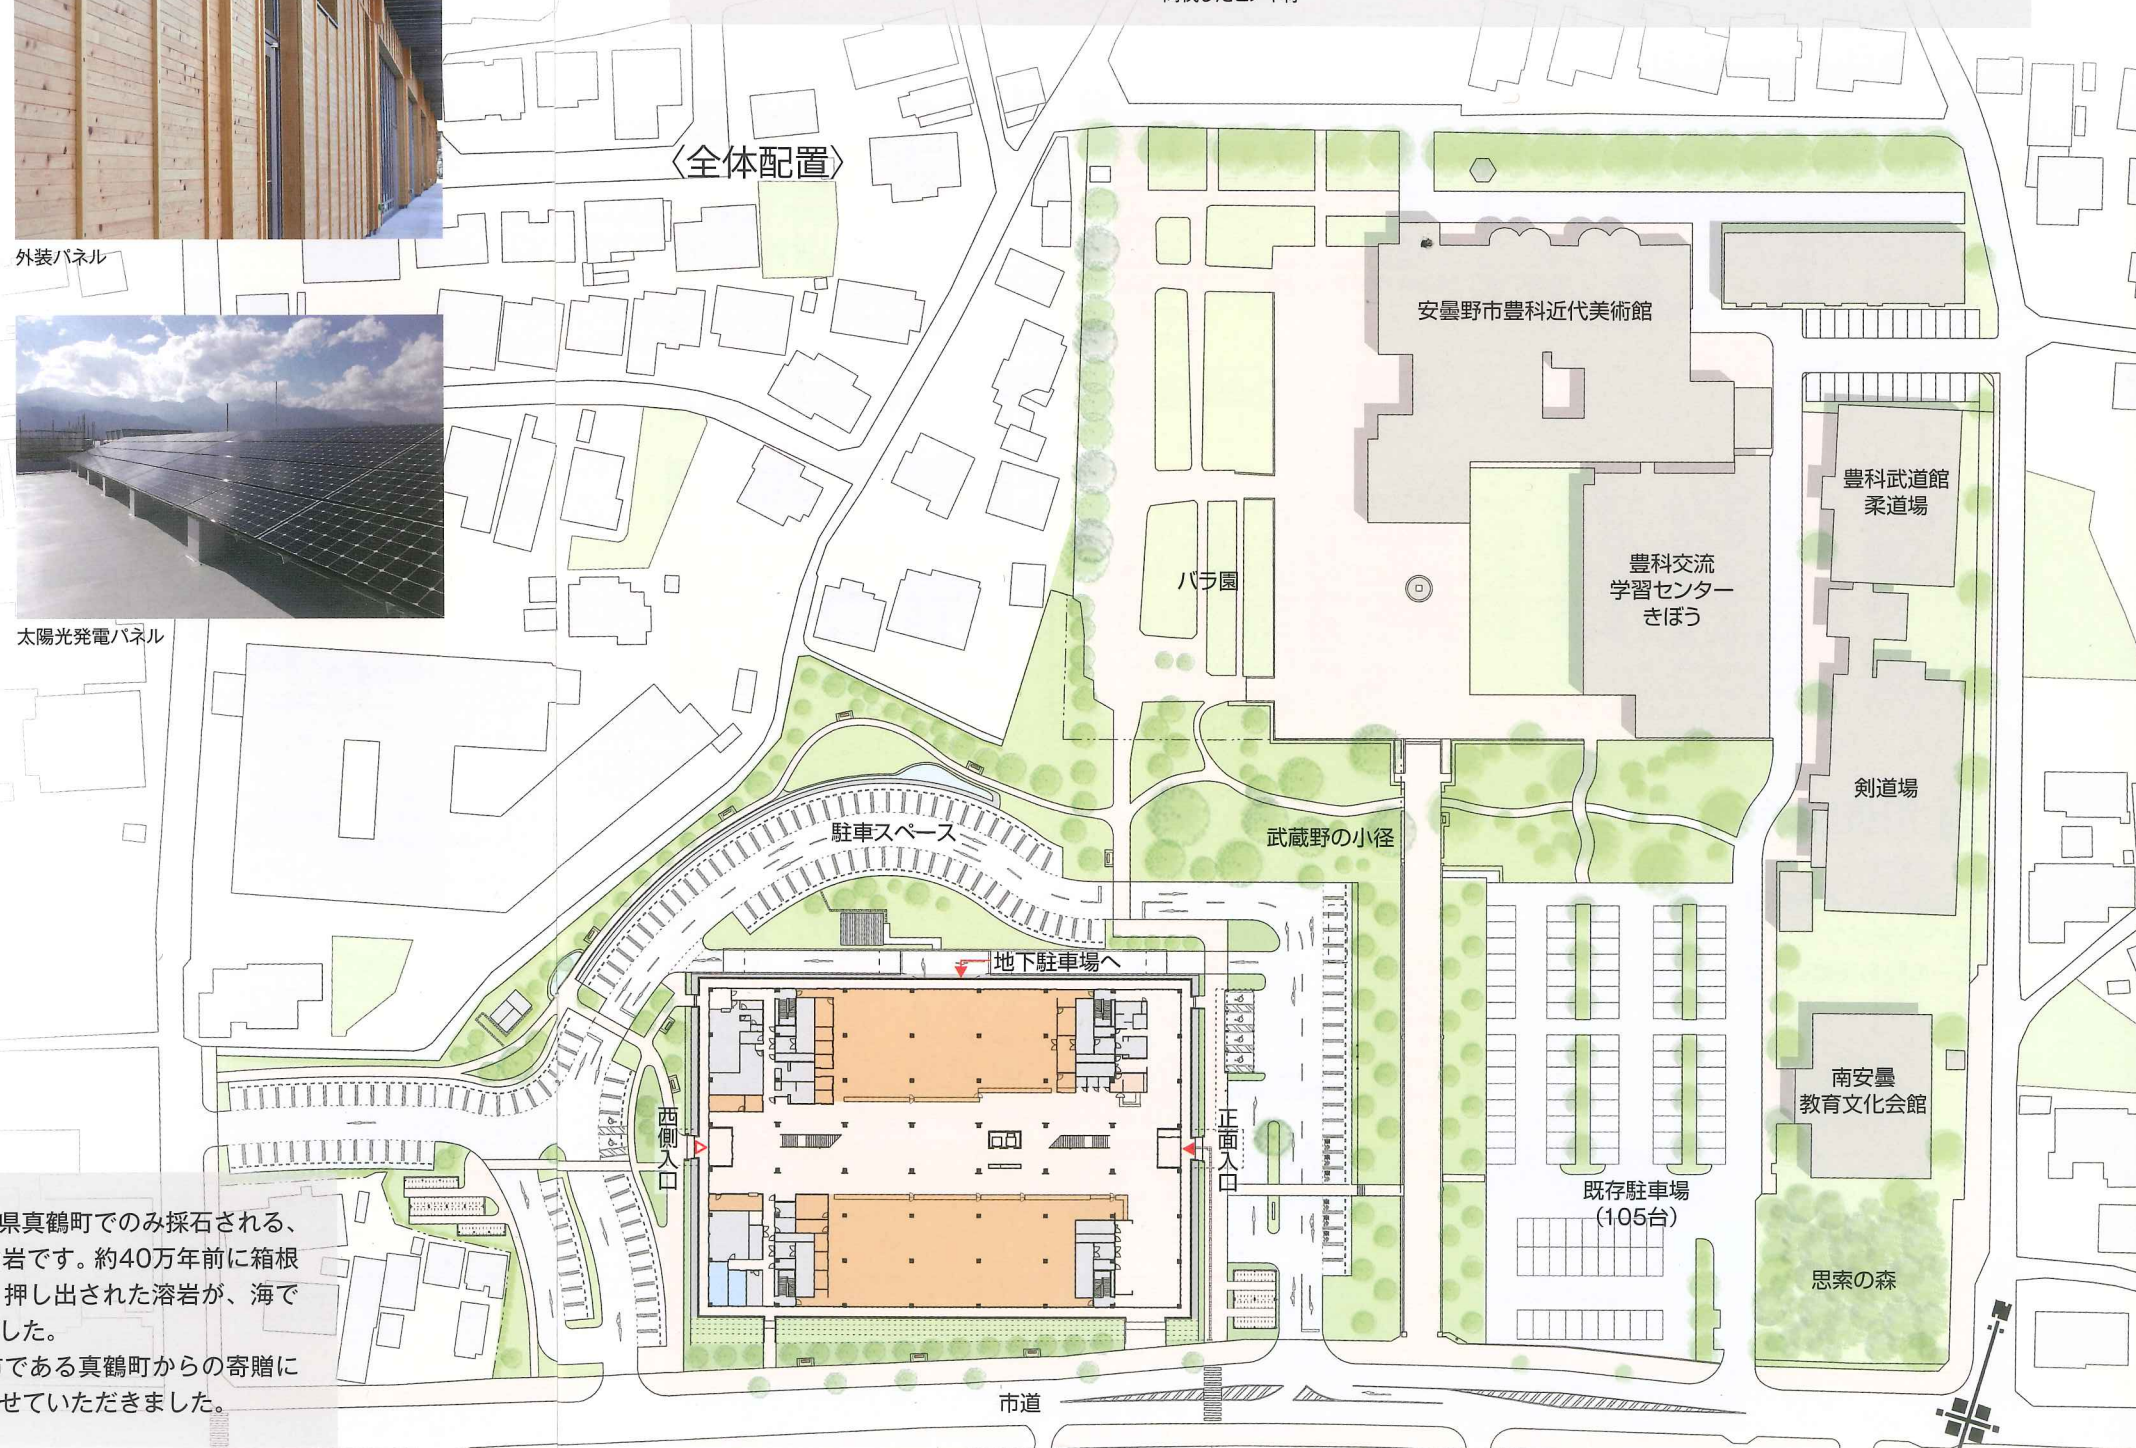 〈全体配置〉
外装パネル
太陽光発電パネル
安曇野市豊科近代美術館
豊科武道館
柔道場
豊科交流
学習センター
きぼう
バラ園
剣道場
駐車スペース
武蔵野の小径
地下駐車場へ
西側入口
正面入口
南安曇
教育文化会館
既存駐車場
(105台)
思索の森
市道
県真鶴町でのみ採石される、
岩です。約40万年前に箱根
押し出された溶岩が、海で
した。
である真鶴町からの寄贈に
せていただきました。